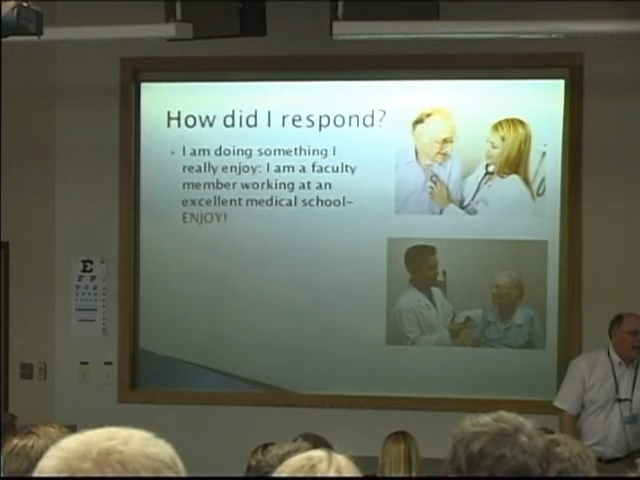 How did I respond?
I am doing something I
really enjoy: I am a faculty
member working at an
excellent medical school-
ENJOY!
E
F P